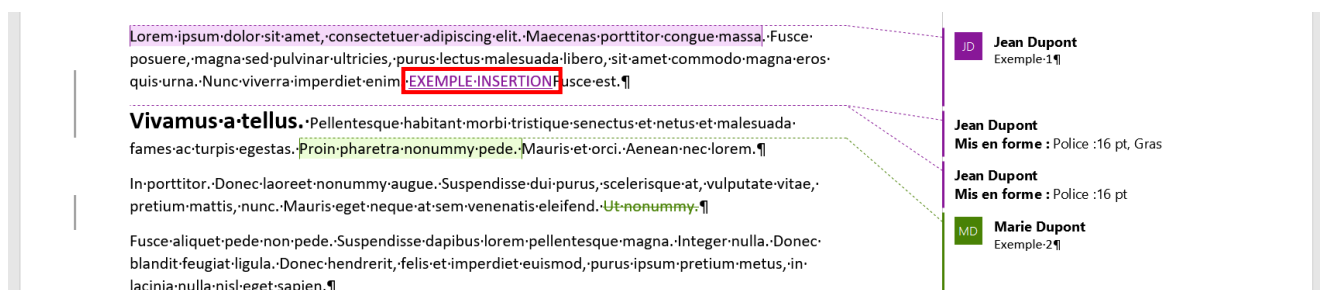 Lorem·ipsum·dolor·sit·amet,·consectetuer·adipiscing·elit.·Maecenas·porttitor·congue·massa.·Fusce·
posuere,·magna·sed·pulvinar·ultricies,·purus·lectus·malesuada·libero,·sit·amet·commodo·magna·eros·
quis·urna.·Nunc·viverra·imperdiet·enim.·EXEMPLE·INSERTIONFusce·est.¶
Vivamus·a·tellus.·Pellentesque·habitant·morbi·tristique·senectus·et·netus·et·malesuada·
fames·ac·turpis·egestas.·Proin·pharetra·nonummy·pede.·Mauris·et·orci.·Aenean·nec·lorem.¶
In·porttitor.·Donec·laoreet·nonummy·augue.·Suspendisse·dui·purus,·scelerisque·at,·vulputate·vitae,·
pretium·mattis,·nunc.·Mauris·eget·neque·at·sem·venenatis·eleifend.·Ut·nonummy.¶
Fusce·aliquet·pede·non·pede.·Suspendisse·dapibus·lorem·pellentesque·magna.·Integer·nulla.·Donec·
blandit·feugiat·ligula.·Donec·hendrerit,·felis·et·imperdiet·euismod,·purus·ipsum·pretium·metus,·in·
lacinia·nulla·nisl·eget·sapien.¶
JD Jean Dupont
Exemple·1¶
Jean Dupont
Mis en forme : Police :16 pt, Gras
Jean Dupont
Mis en forme : Police :16 pt
MD Marie Dupont
Exemple·2¶